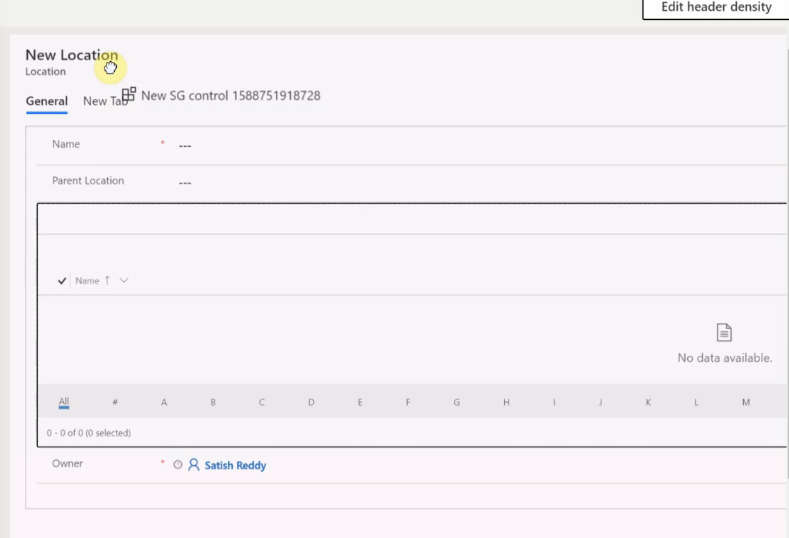 Edit header density
New Location
Location
General New Tab
New SG control 1588751918728
Name * ---
Parent Location ---
Name ↑
No data available.
All # A B C D E F G H I J K L M
0 - 0 of 0 (0 selected)
Owner * Satish Reddy